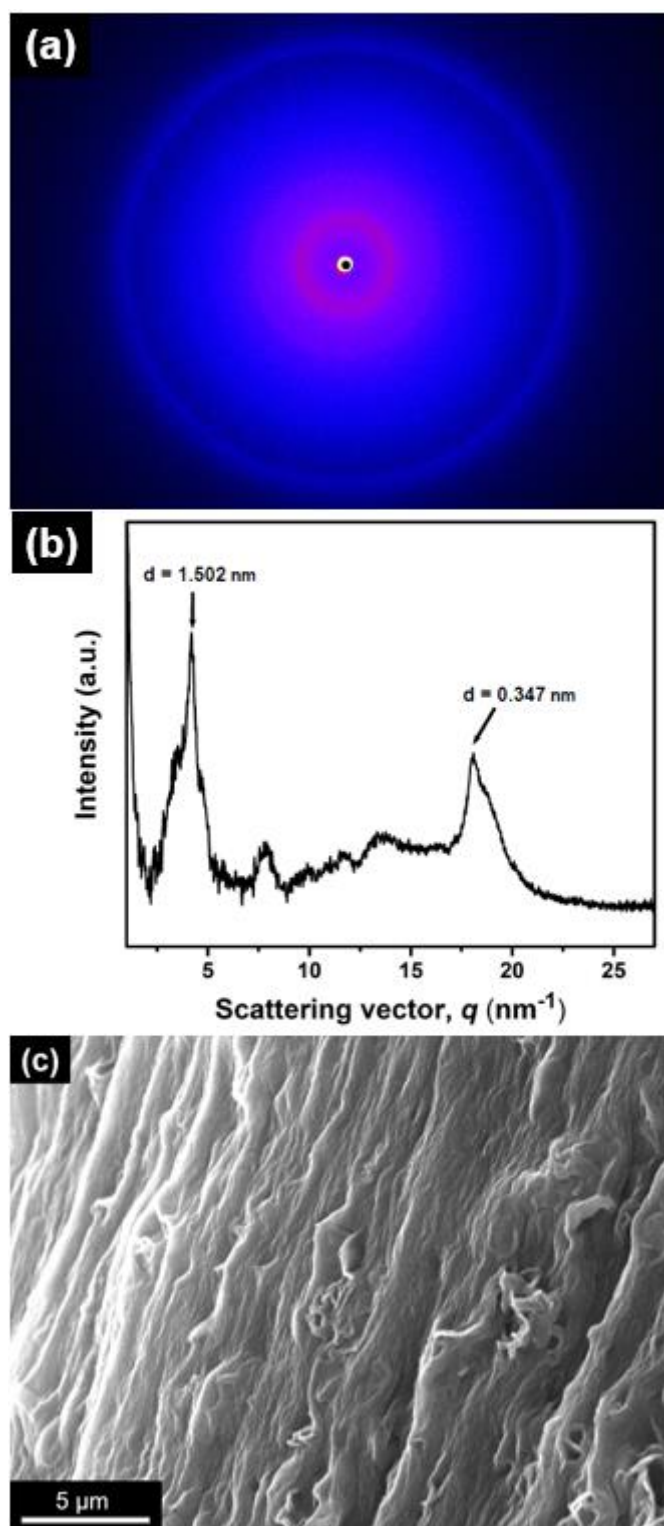 (a)
(b)
d = 1.502 nm
d = 0.347 nm
Intensity (a.u.)
5 10 15 20 25
Scattering vector, q (nm⁻¹)
(c)
5 µm